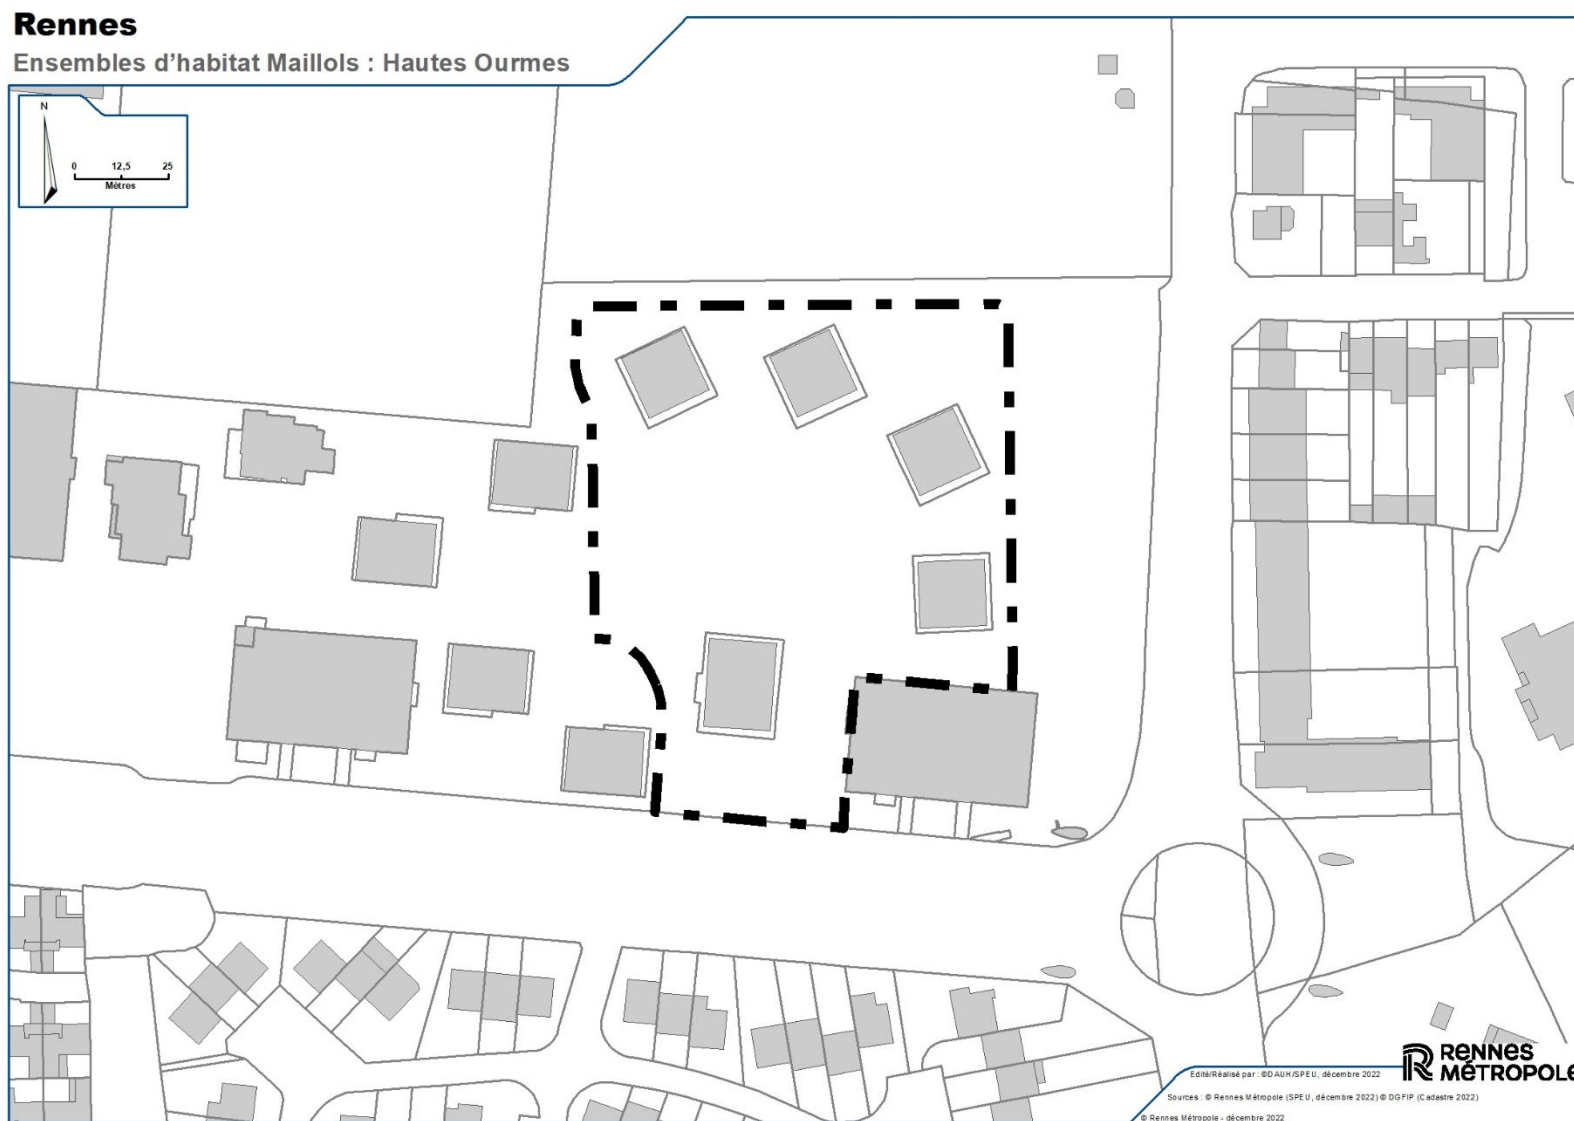 Rennes
Ensembles d'habitat Maillols : Hautes Ourmes
N
0 12,5 25
Mètres
RENNES
MÉTROPOLE
Edité/Réalisé par : ©DAUH/SPEU, décembre 2022
Sources : © Rennes Métropole (SPEU, décembre 2022) © DGFIP (Cadastre 2022)
© Rennes Métropole - décembre 2022